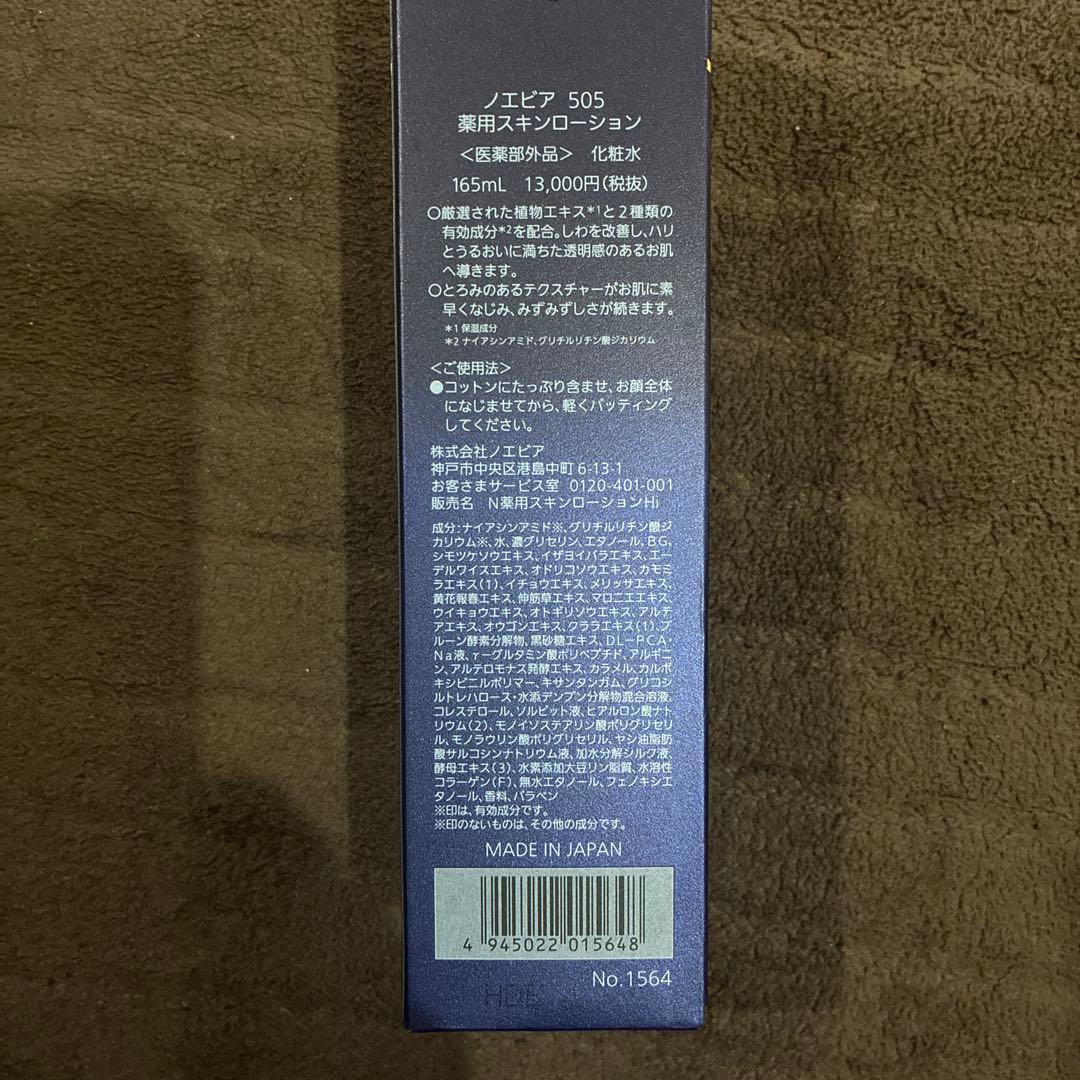 ノエビア 505
薬用スキンローション
＜医薬部外品＞ 化粧水
165mL 13,000円(税抜)
○厳選された植物エキス*1と2種類の
有効成分*2を配合。しわを改善し、ハリ
とうるおいに満ちた透明感のあるお肌
へ導きます。
○とろみのあるテクスチャーがお肌に素
早くなじみ、みずみずしさが続きます。
*1 保湿成分
*2 ナイアシンアミド、グリチルリチン酸ジカリウム
＜ご使用法＞
●コットンにたっぷり含ませ、お顔全体
になじませてから、軽くパッティング
してください。
株式会社ノエビア
神戸市中央区港島中町6-13-1
お客さまサービス室 0120-401-001
販売名 N薬用スキンローションHi
成分：ナイアシンアミド※、グリチルリチン酸ジ
カリウム※、水、濃グリセリン、エタノール、BG、
シモツケソウエキス、イザヨイバラエキス、エー
デルワイスエキス、オドリコソウエキス、カモミ
ラエキス(1)、イチョウエキス、メリッサエキス、
黄花報春エキス、伸筋草エキス、マロニエエキス、
ウイキョウエキス、オトギリソウエキス、アルテ
アエキス、オウゴンエキス、クララエキス(1)、プ
ルーン酵素分解物、黒砂糖エキス、DL－PCA・
Na液、r－グルタミン酸ポリペプチド、アルギニ
ン、アルテロモナス発酵エキス、カラメル、カルボ
キシビニルポリマー、キサンタンガム、グリコシ
ルトレハロース・水添デンプン分解物混合溶液、
コレステロール、ソルビット液、ヒアルロン酸ナト
リウム(2)、モノイソステアリン酸ポリグリセリ
ル、モノラウリン酸ポリグリセリル、ヤシ油脂肪
酸サルコシンナトリウム液、加水分解シルク液、
酵母エキス(3)、水素添加大豆リン脂質、水溶性
コラーゲン(F)、無水エタノール、フェノキシエ
タノール、香料、パラベン
※印は、有効成分です。
※印のないものは、その他の成分です。
MADE IN JAPAN
4 945022 015648
No.1564